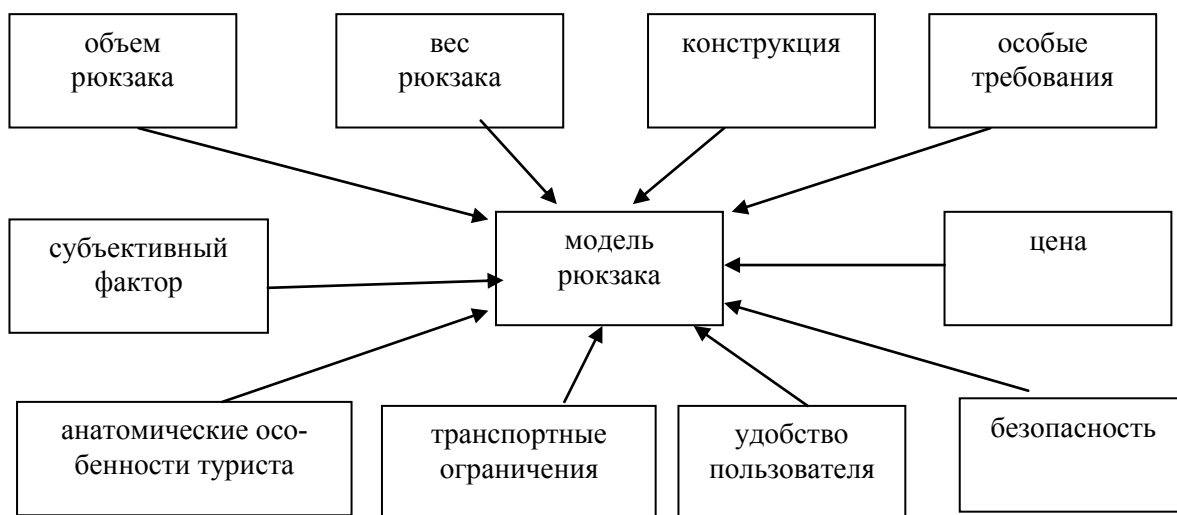 объем
рюкзака
вес
рюкзака
конструкция
особые
требования
субъективный
фактор
модель
рюкзака
цена
анатомические осо-
бенности туриста
транспортные
ограничения
удобство
пользователя
безопасность